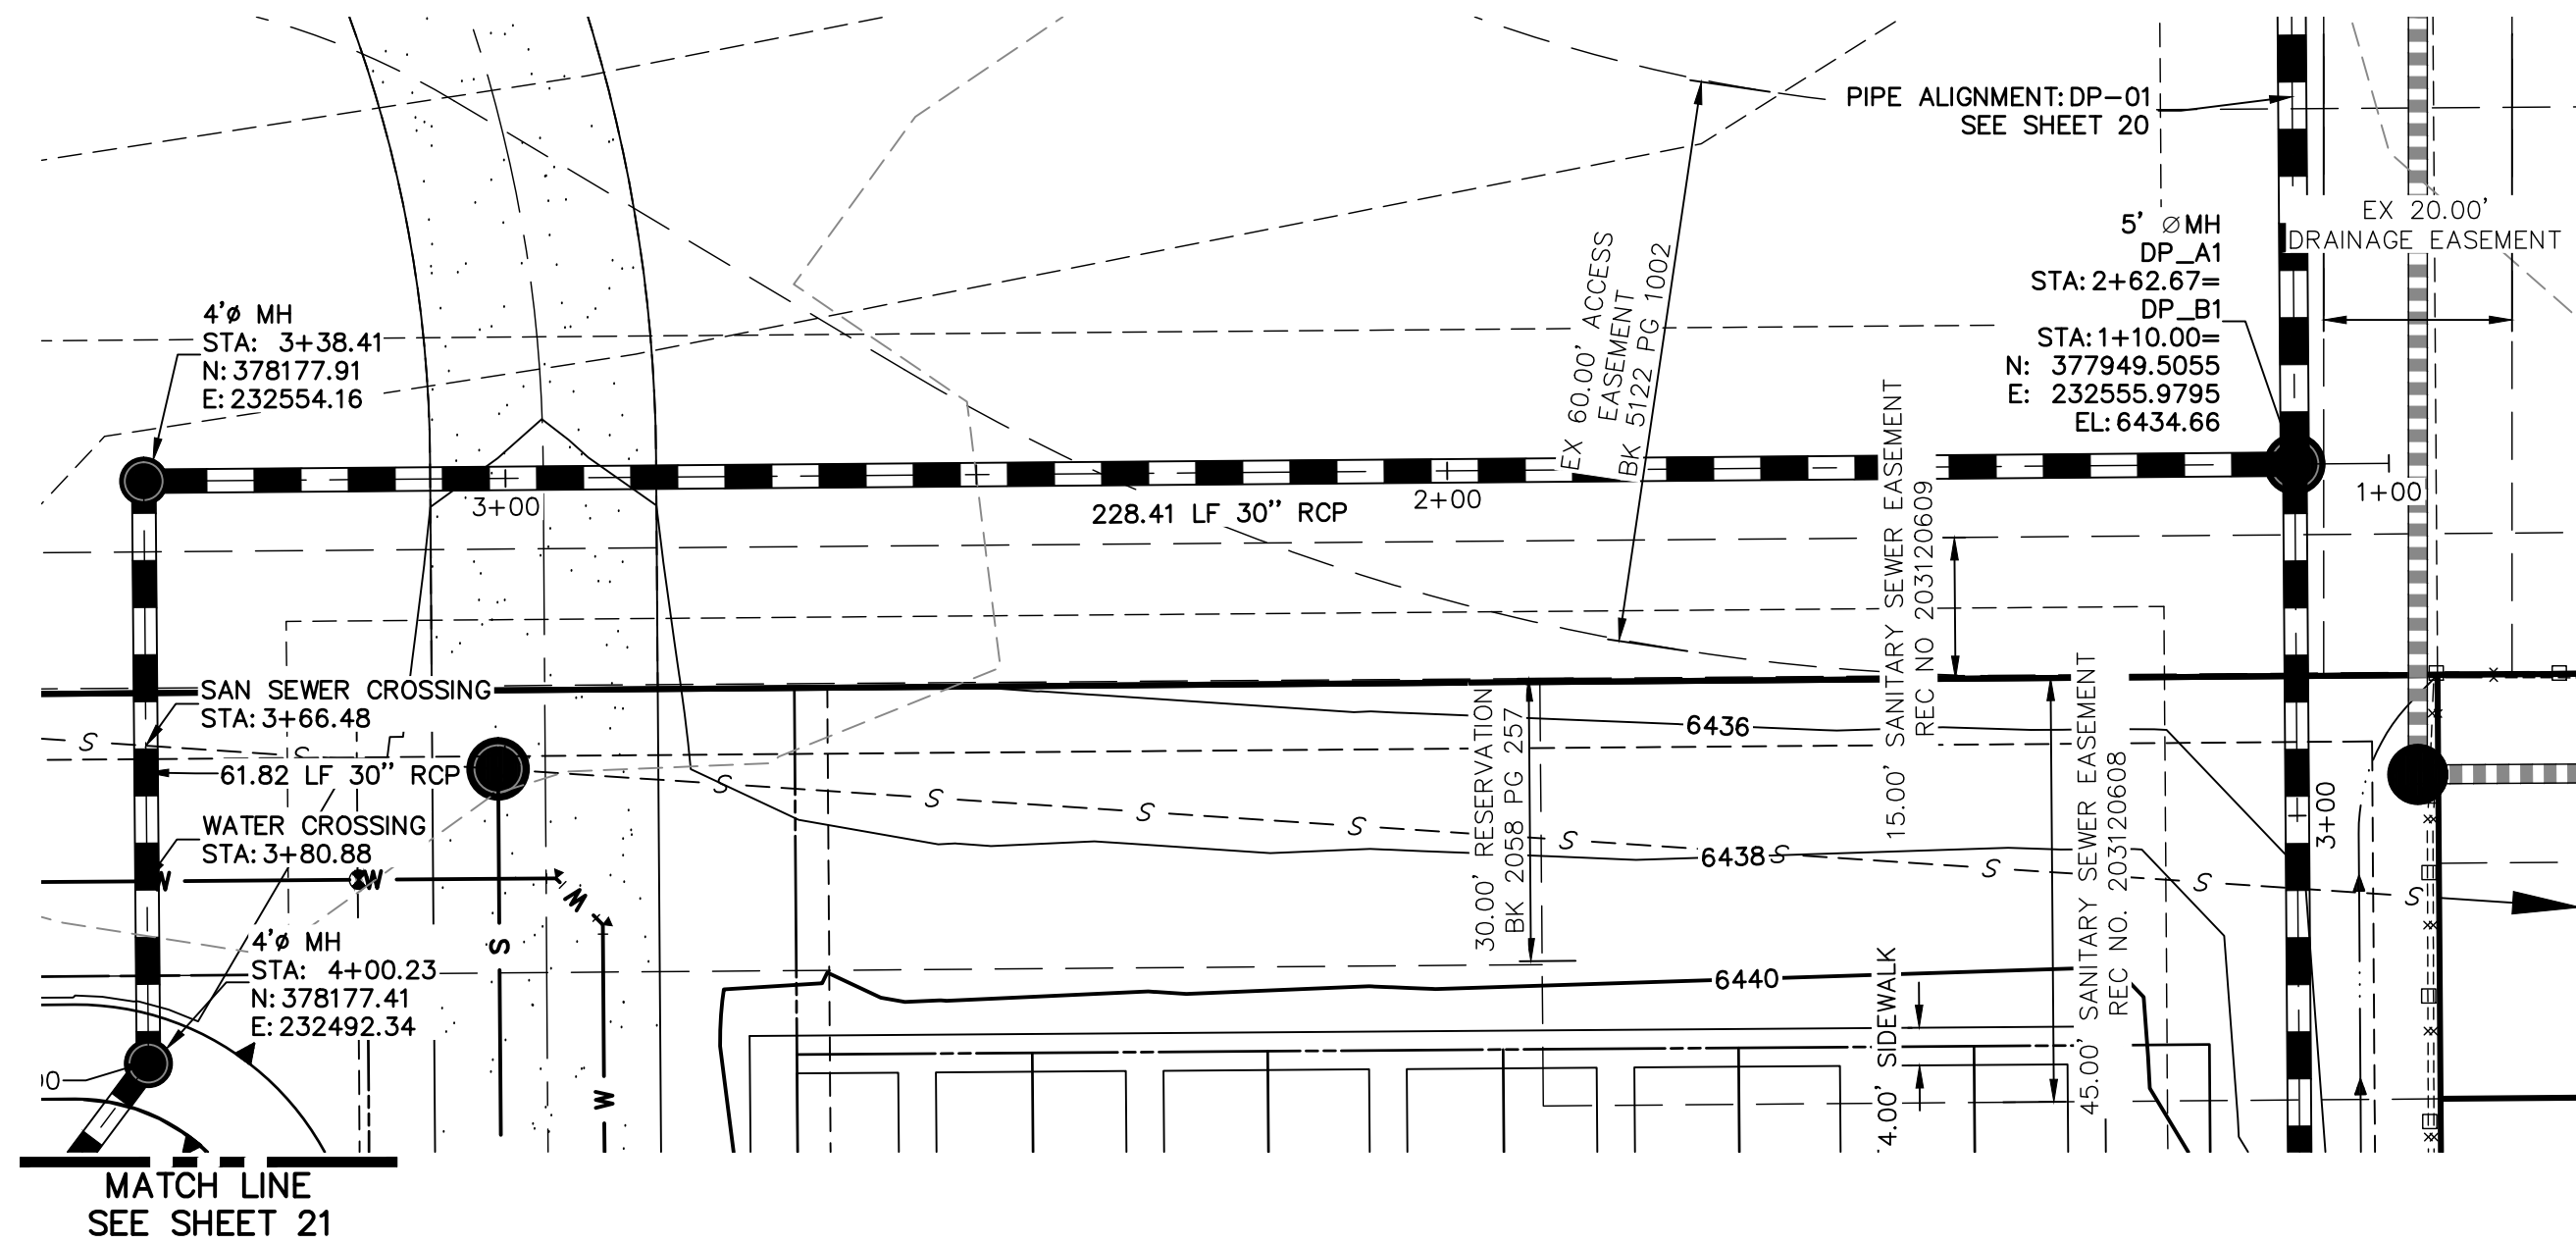 PIPE ALIGNMENT: DP-01
SEE SHEET 20
EX 20.00'
DRAINAGE EASEMENT
5' ∅MH
DP_A1
STA: 2+62.67=
DP_B1
STA: 1+10.00=
N: 377949.5055
E: 232555.9795
EL: 6434.66
4'ø MH
STA: 3+38.41
N: 378177.91
E: 232554.16
EX 60.00' ACCESS
EASEMENT
BK 5122 PG 1002
3+00
228.41 LF 30" RCP
2+00
1+00
15.00' SANITARY SEWER EASEMENT
REC NO 203120609
SAN SEWER CROSSING
STA: 3+66.48
61.82 LF 30" RCP
WATER CROSSING
STA: 3+80.88
4'ø MH
STA: 4+00.23
N: 378177.41
E: 232492.34
30.00' RESERVATION
BK 2058 PG 257
6436
6438
6440
45.00' SANITARY SEWER EASEMENT
REC NO. 203120608
3+00
4.00' SIDEWALK
S
S
S
S
S
S
S
S
S
S
S
S
W
W
W
W
MATCH LINE
SEE SHEET 21